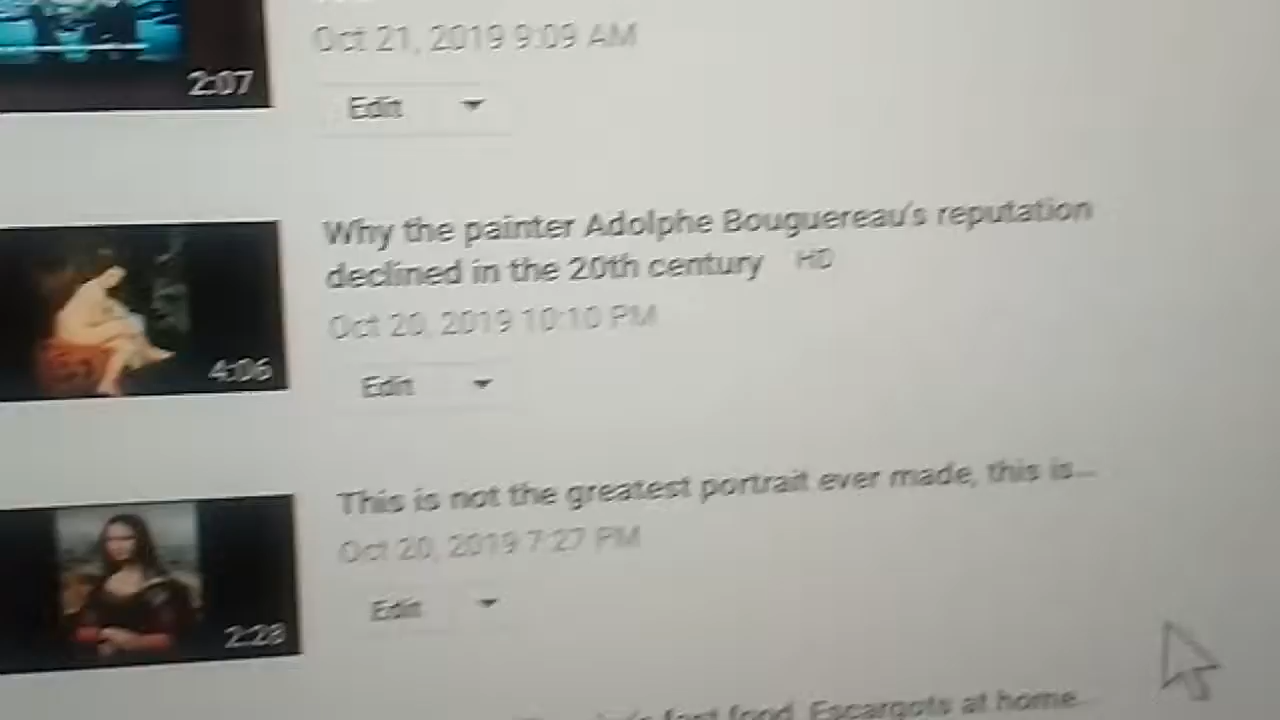 Oct 21, 2019 9:09 AM
2:07
Edit
Why the painter Adolphe Bouguereau's reputation
declined in the 20th century HD
Oct 20, 2019 10:10 PM
4:06
Edit
This is not the greatest portrait ever made, this is...
Oct 20, 2019 7:27 PM
2:28
Edit
fast food, Escargots at home